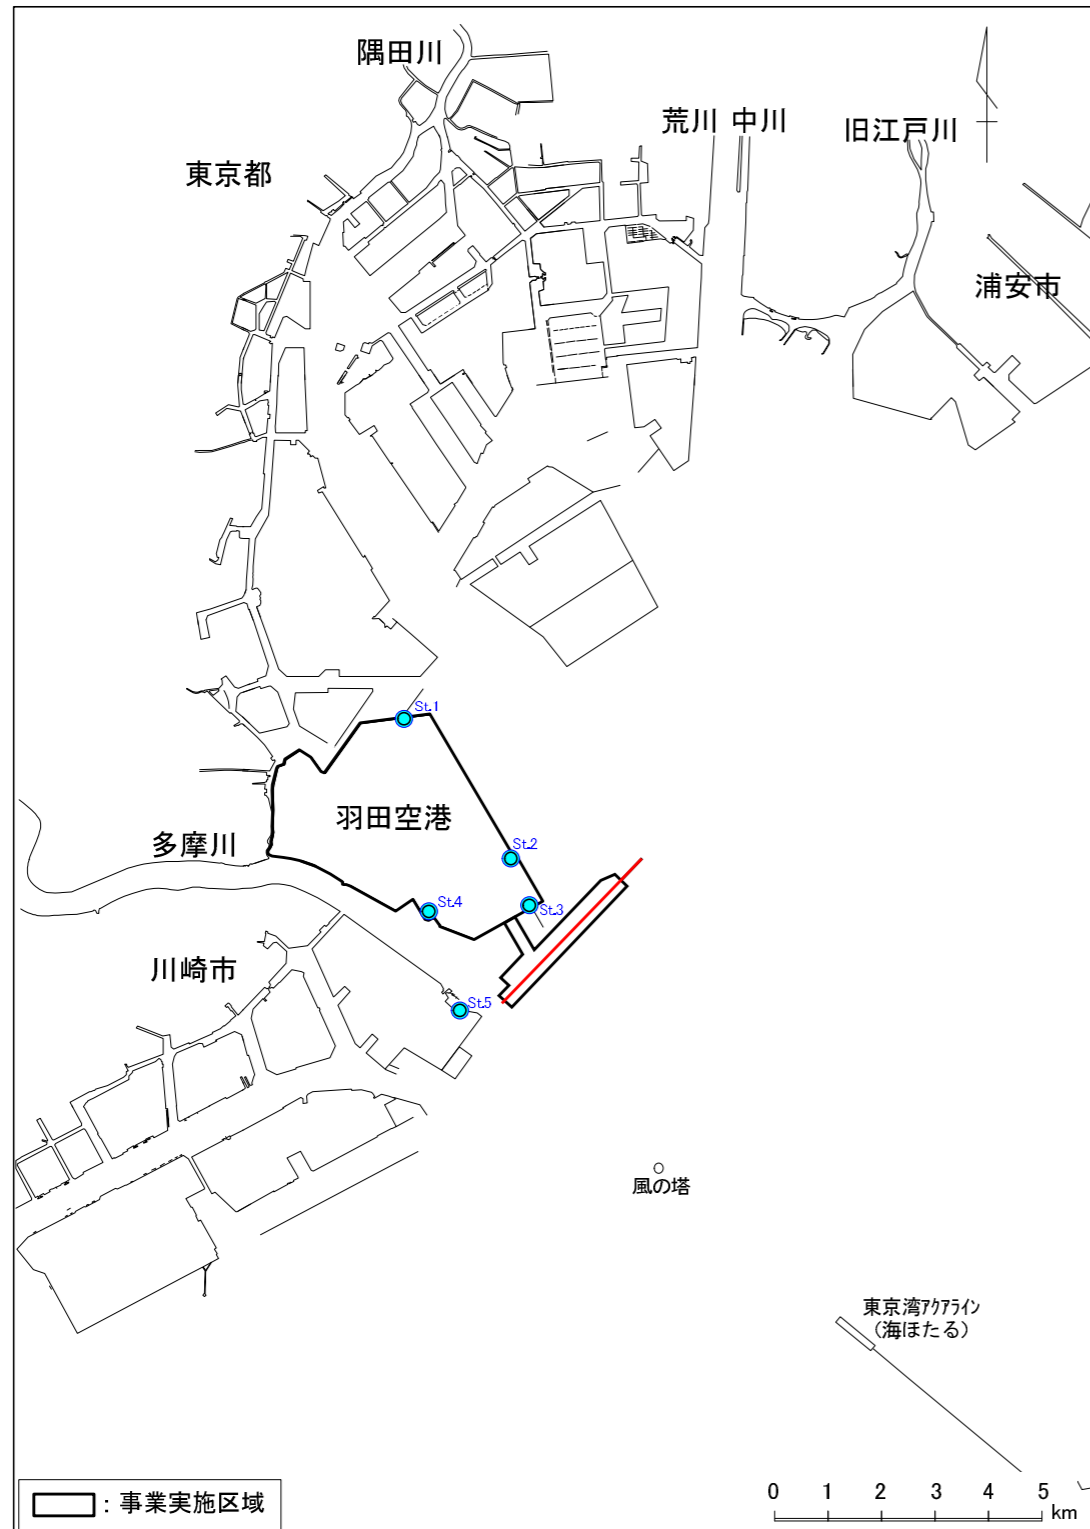 隅田川
荒川 中川
旧江戸川
東京都
浦安市
St.1
羽田空港
多摩川
St.2
St.4
St.3
川崎市
St.5
風の塔
東京湾アクアライン
（海ほたる）
：事業実施区域
0 1 2 3 4 5
km